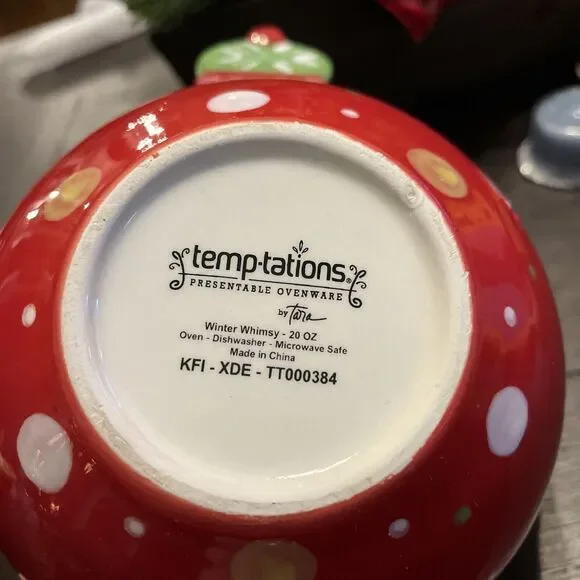 temp-tations®
PRESENTABLE OVENWARE
by Tara
Winter Whimsy - 20 OZ
Oven - Dishwasher - Microwave Safe
Made in China
KFI - XDE - TT000384